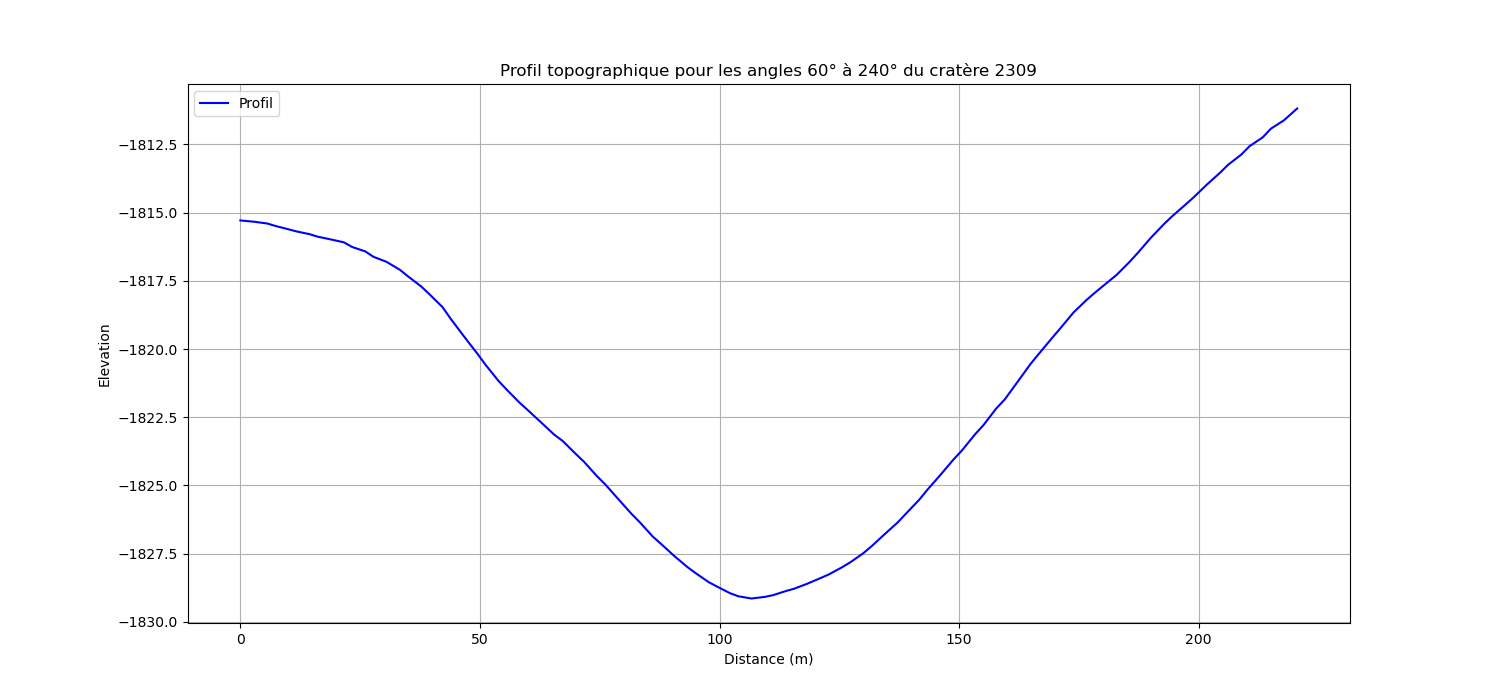 Profil topographique pour les angles 60° à 240° du cratère 2309
Profil
−1812.5
−1815.0
−1817.5
−1820.0
−1822.5
−1825.0
−1827.5
−1830.0
Elevation
0 50 100 150 200
Distance (m)